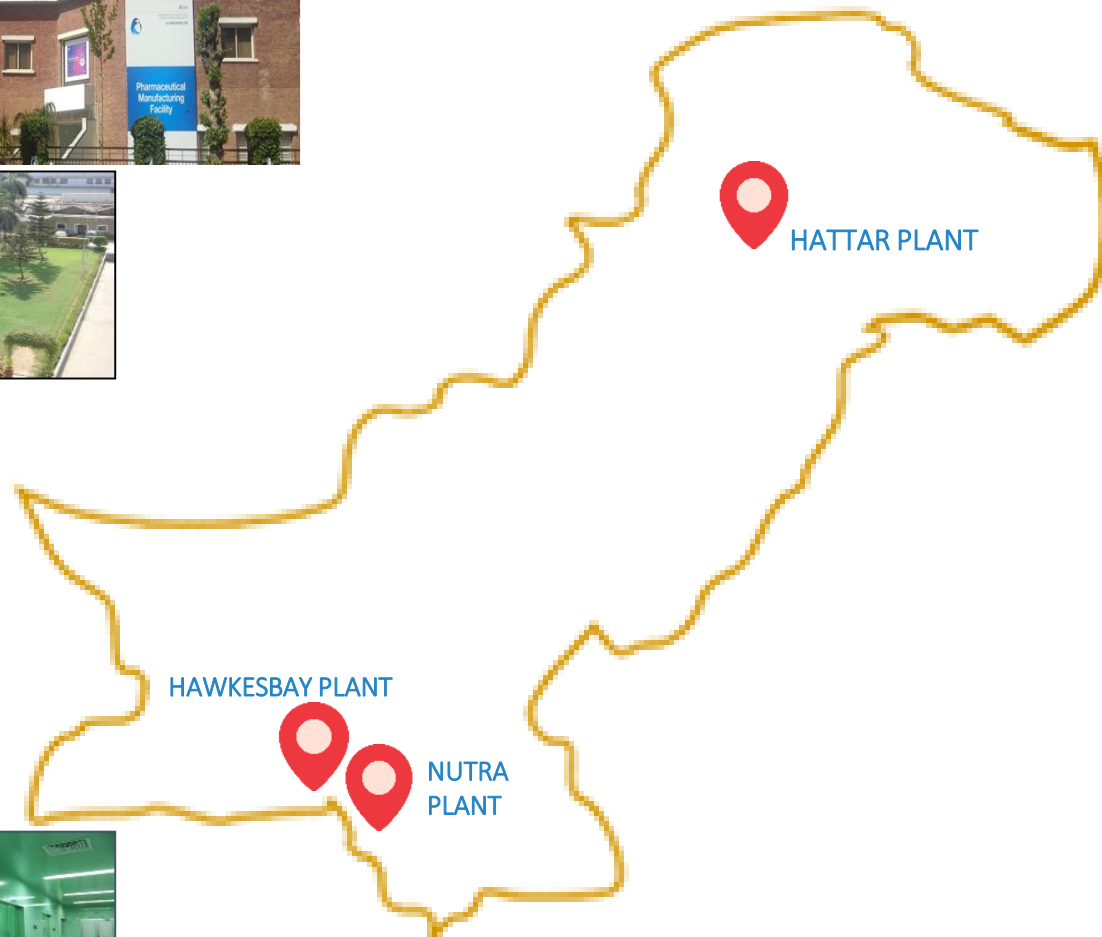 Pharmaceutical
Manufacturing
Facility
HATTAR PLANT
HAWKESBAY PLANT
NUTRA
PLANT